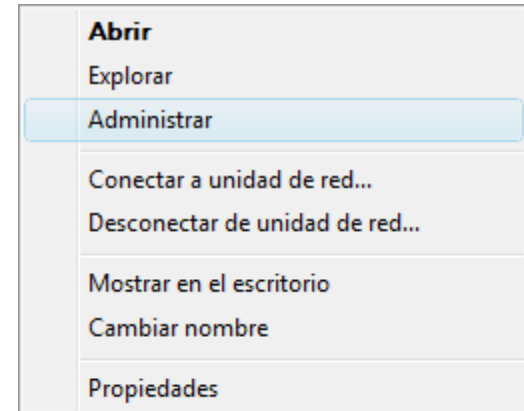 Abrir
Explorar
Administrar
Conectar a unidad de red...
Desconectar de unidad de red...
Mostrar en el escritorio
Cambiar nombre
Propiedades